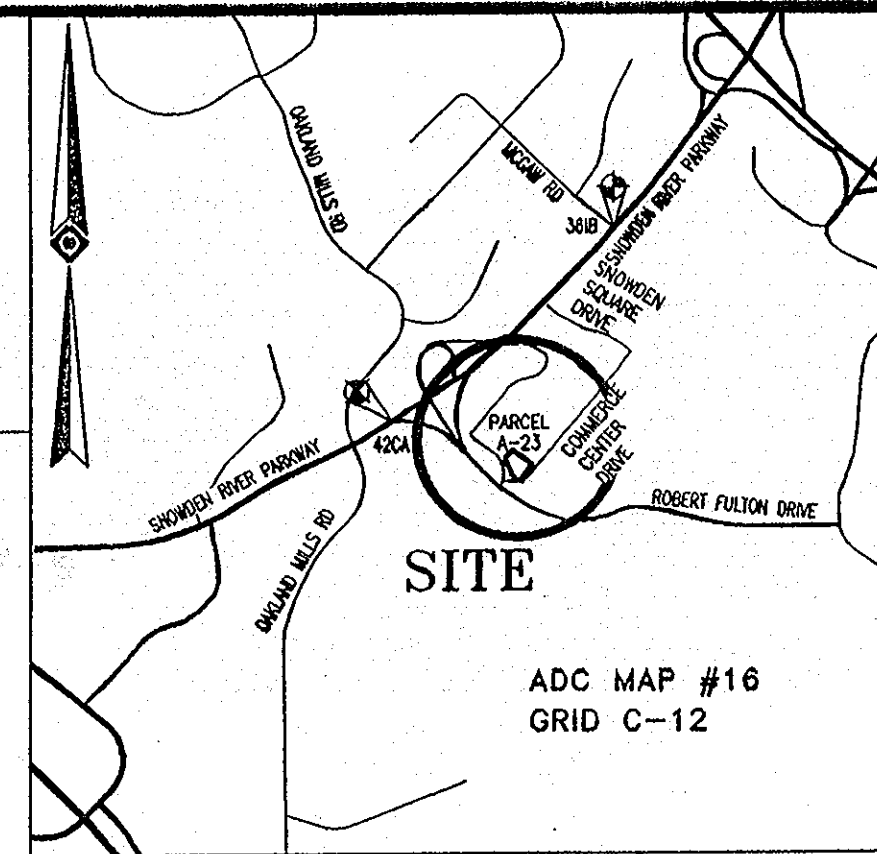 OAKLAND MILLS RD
MCGAW RD
SNOWDEN RIVER PARKWAY
36IB
SNOWDEN
SQUARE
DRIVE
PARCEL
A-23
COMMERCE
CENTER
DRIVE
42CA
SNOWDEN RIVER PARKWAY
ROBERT FULTON DRIVE
OAKLAND MILLS RD
SITE
ADC MAP #16
GRID C-12